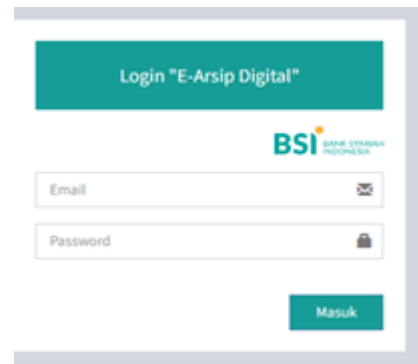 Login "E-Arsip Digital"
BSI BANK SYARIAH
INDONESIA
Email
Password
Masuk